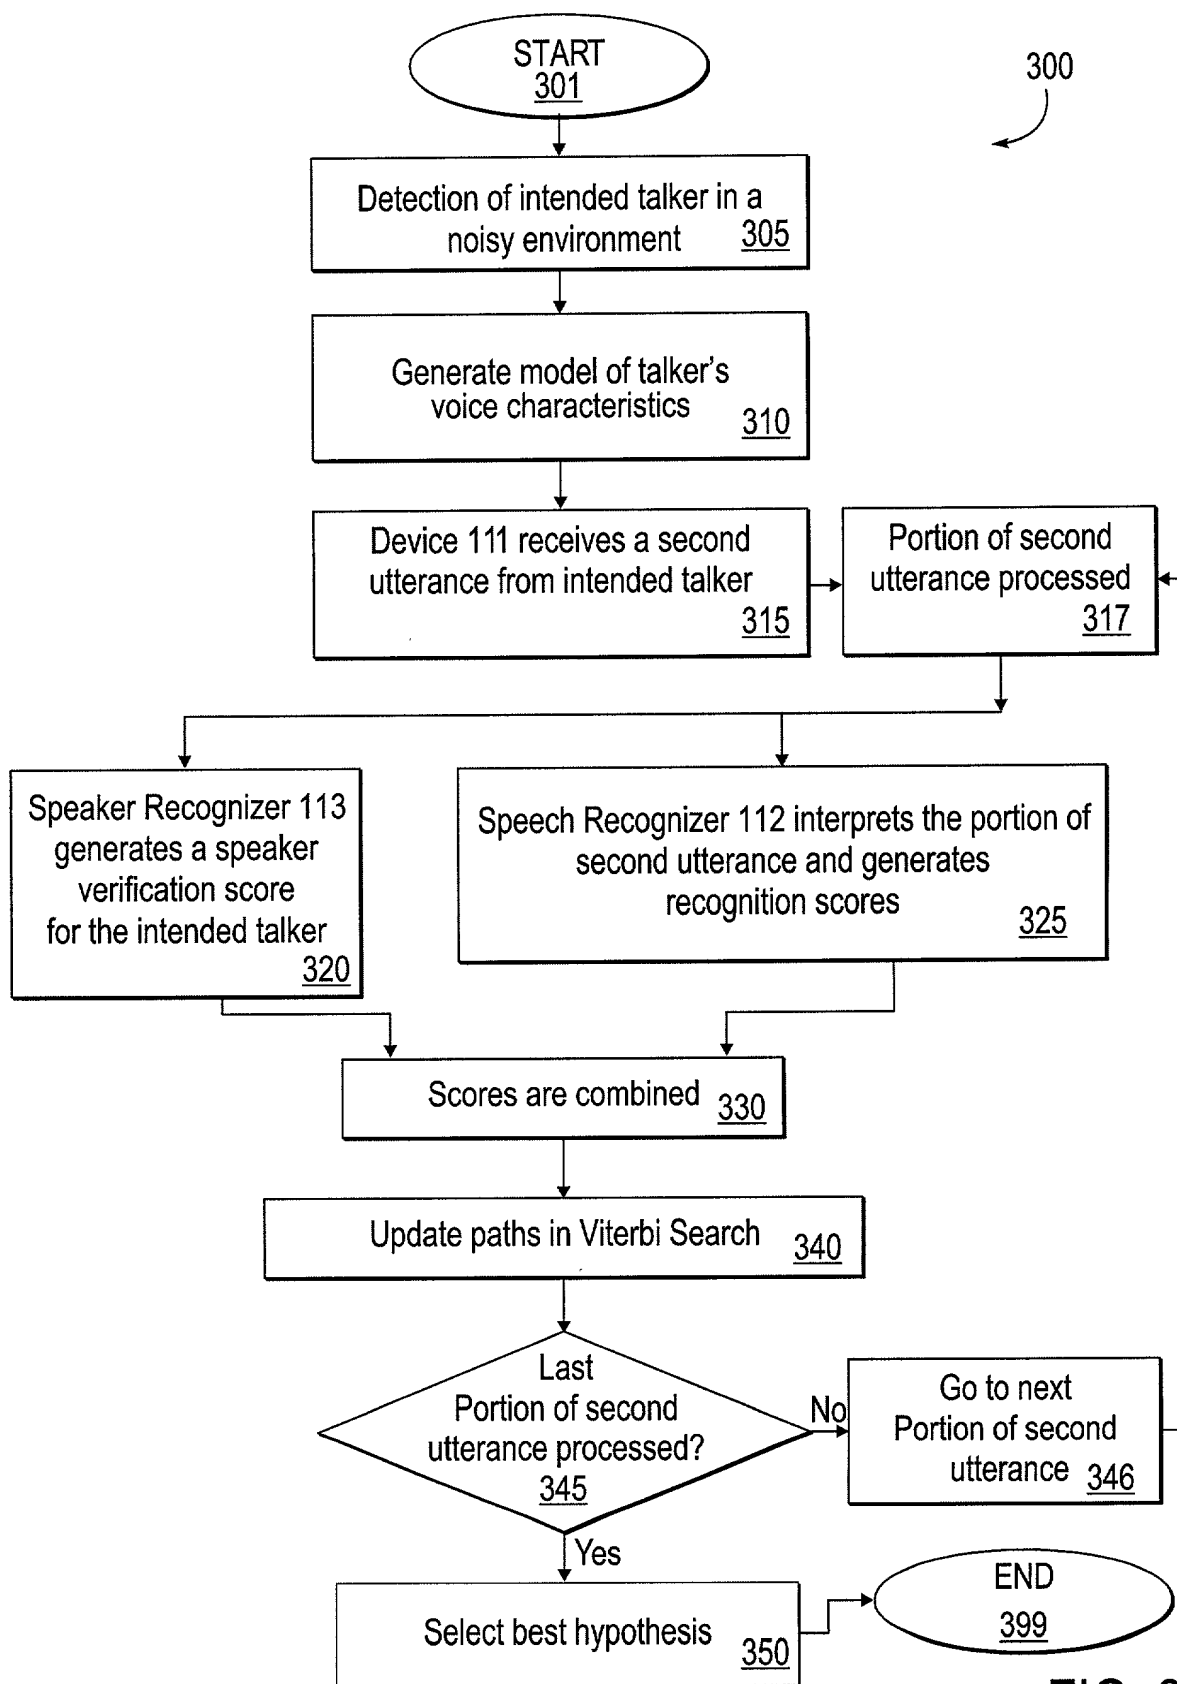 START
301
300
Detection of intended talker in a
noisy environment 305
Generate model of talker's
voice characteristics
310
Device 111 receives a second
utterance from intended talker
315
Portion of second
utterance processed
317
Speaker Recognizer 113
generates a speaker
verification score
for the intended talker
320
Speech Recognizer 112 interprets the portion of
second utterance and generates
recognition scores
325
Scores are combined 330
Update paths in Viterbi Search 340
Last
Portion of second
utterance processed?
345
No
Go to next
Portion of second
utterance 346
Yes
Select best hypothesis 350
END
399